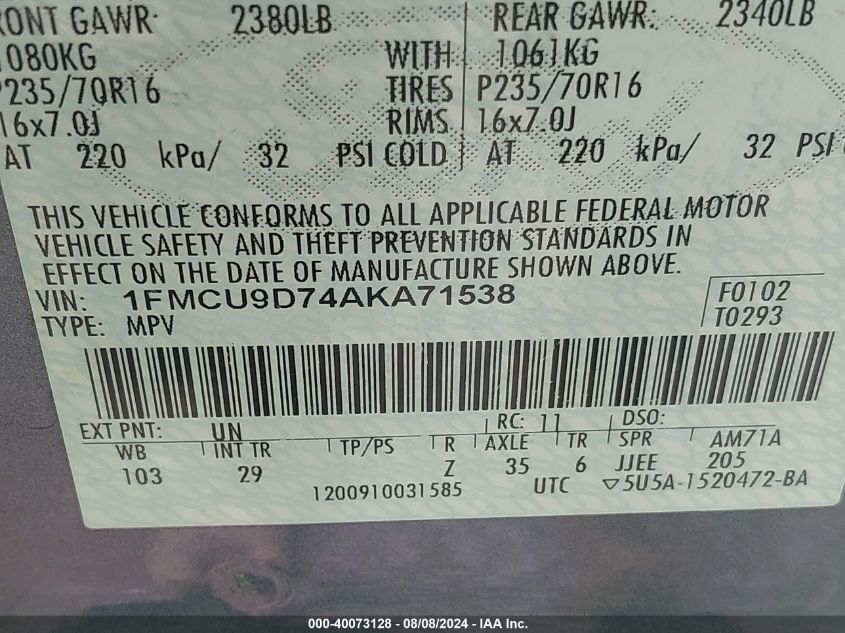 RONT GAWR: 2380LB REAR GAWR: 2340LB
1080KG WITH 1061KG
P235/70R16 TIRES P235/70R16
16x7.0J RIMS 16x7.0J
AT 220 kPa/ 32 PSI COLD AT 220 kPa/ 32 PSI
THIS VEHICLE CONFORMS TO ALL APPLICABLE FEDERAL MOTOR
VEHICLE SAFETY AND THEFT PREVENTION STANDARDS IN
EFFECT ON THE DATE OF MANUFACTURE SHOWN ABOVE.
VIN: 1FMCU9D74AKA71538 F0102
TYPE: MPV T0293
EXT PNT: UN RC: 11 DSO:
WB INT TR TP/PS R AXLE TR SPR AM71A
103 29 Z 35 6 JJEE 205
1200910031585 UTC ▽5U5A-1520472-BA
000-40073128 - 08/08/2024 - IAA Inc.